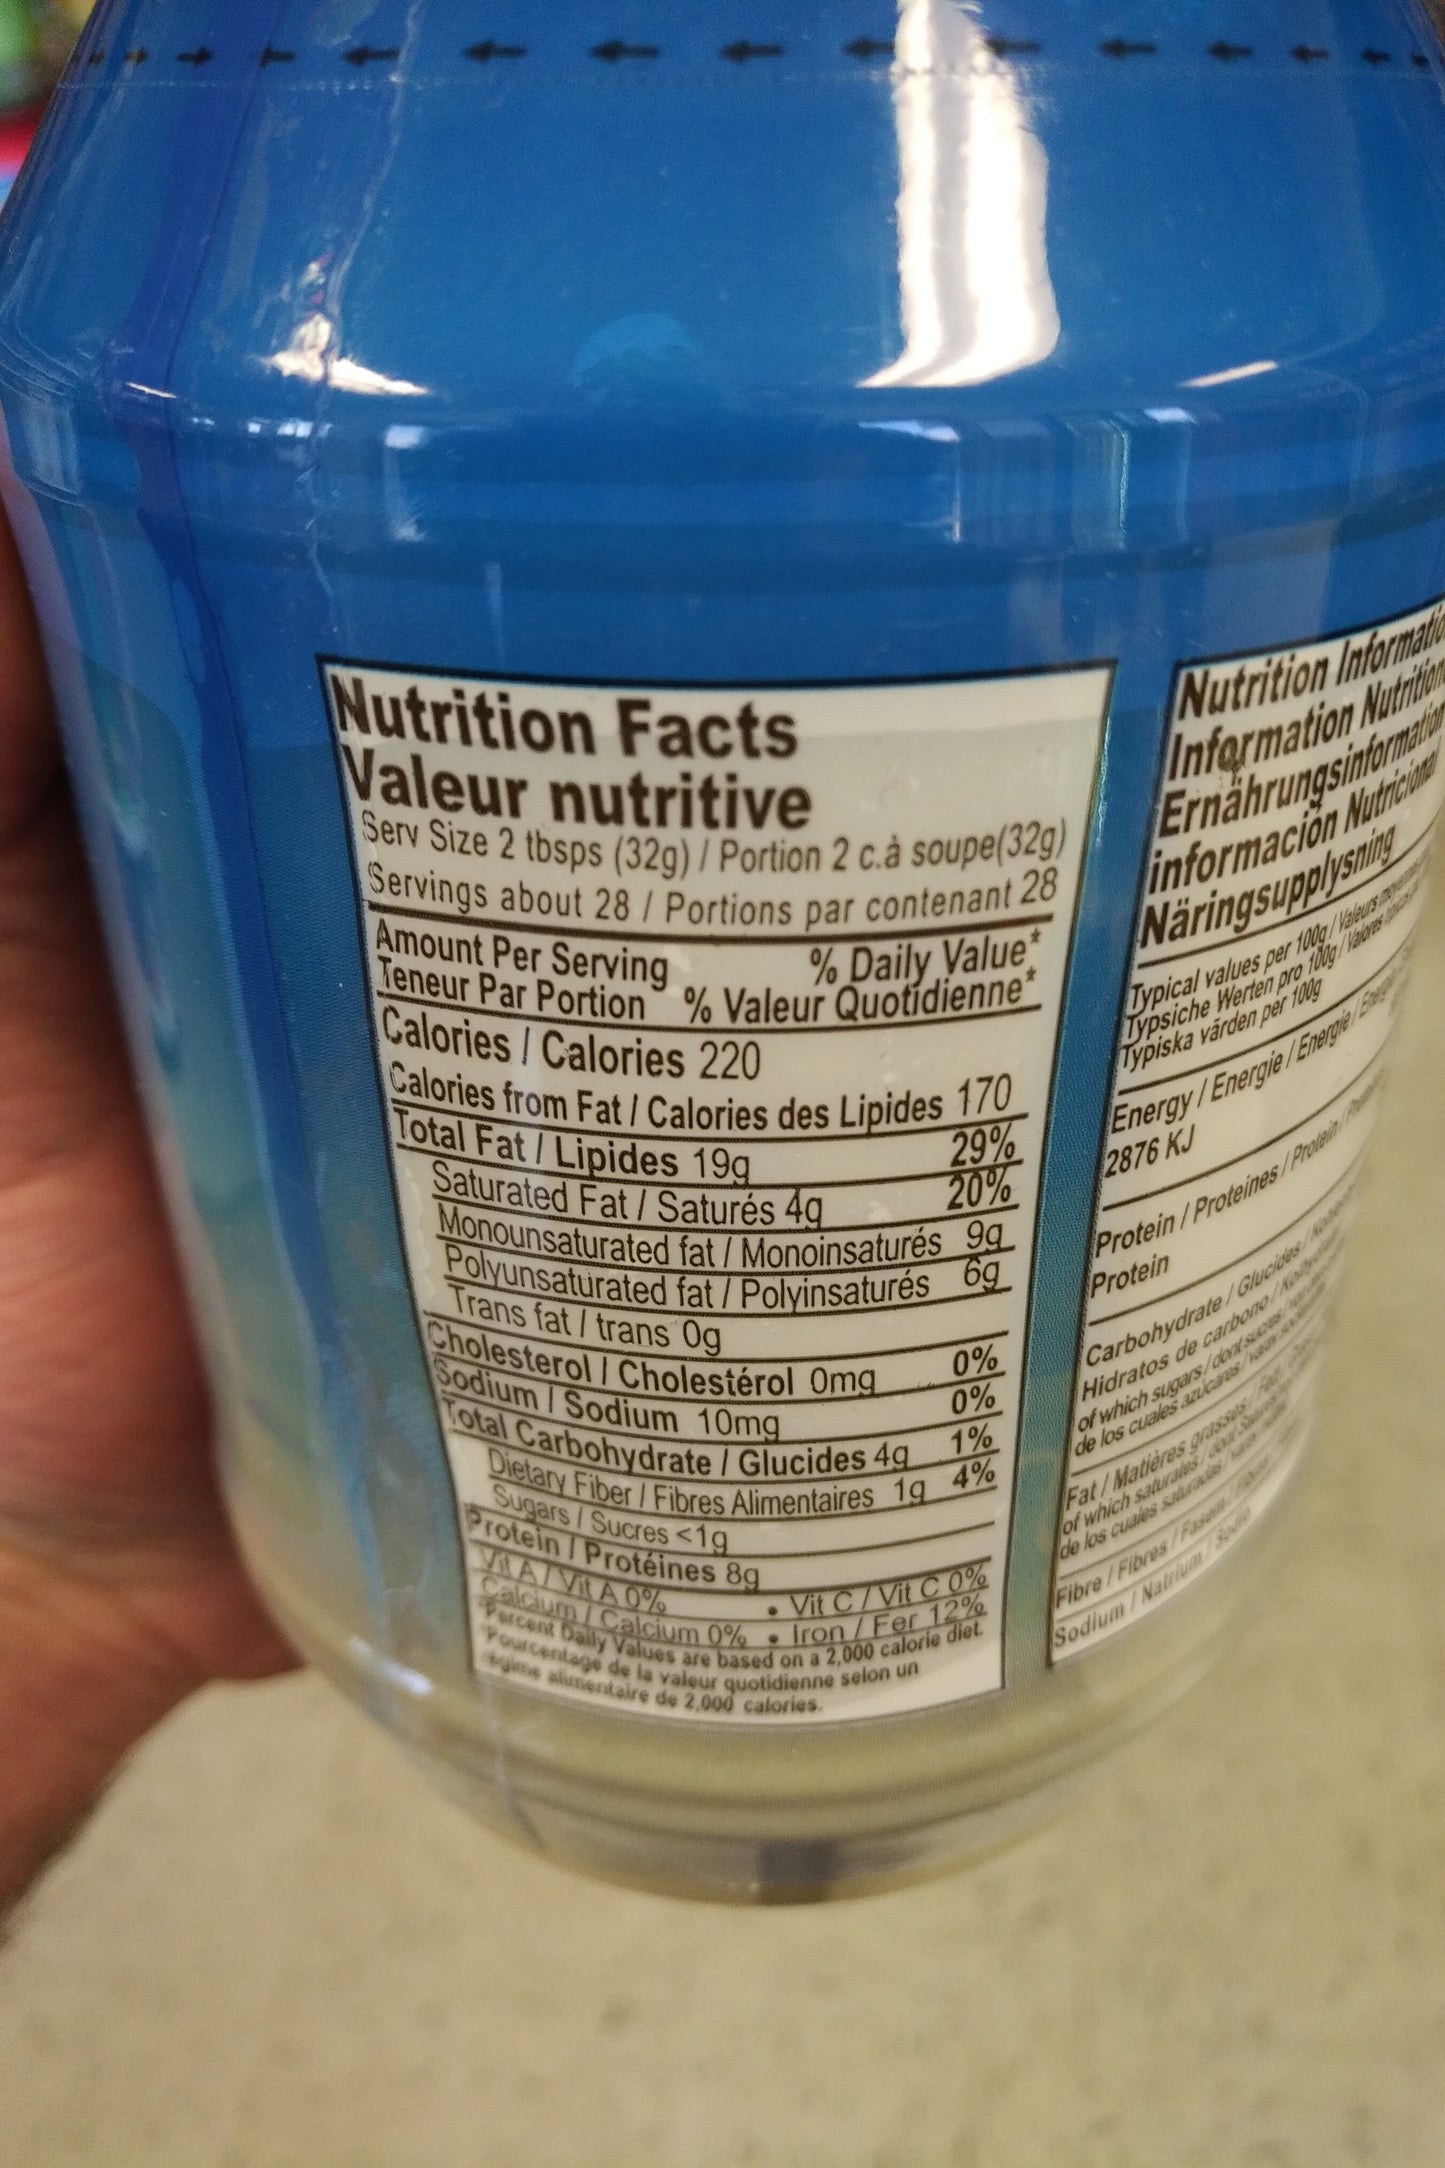 Nutrition Facts
Valeur nutritive
Serv Size 2 tbsps (32g) / Portion 2 c.à soupe(32g)
Servings about 28 / Portions par contenant 28
Amount Per Serving % Daily Value*
Teneur Par Portion % Valeur Quotidienne*
Calories / Calories 220
Calories from Fat / Calories des Lipides 170
Total Fat / Lipides 19g 29%
Saturated Fat / Saturés 4g 20%
Monounsaturated fat / Monoinsaturés 9g
Polyunsaturated fat / Polyinsaturés 6g
Trans fat / trans 0g
Cholesterol / Cholestérol 0mg 0%
Sodium / Sodium 10mg 0%
Total Carbohydrate / Glucides 4g 1%
Dietary Fiber / Fibres Alimentaires 1g 4%
Sugars / Sucres <1g
Protein / Protéines 8g
Vit A / Vit A 0% • Vit C / Vit C 0%
Calcium / Calcium 0% • Iron / Fer 12%
*Percent Daily Values are based on a 2,000 calorie diet.
*Pourcentage de la valeur quotidienne selon un
régime alimentaire de 2,000 calories.
Nutrition Informatio
Information Nutrition
Ernährungsinformation
información Nutricional
Näringsupplysning
Typical values per 100g / Valeurs
Typsiche Werten pro 100g / Valores
Typiska värden per 100g
Energy / Energie / Energie /
2876 KJ
Protein / Proteines / Protein /
Protein
Carbohydrate / Glucides /
Hidratos de carbono /
of which sugars / dont sucres /
de los cuales azúcares /
Fat / Matières grasses /
of which saturates / dont
de los cuales saturadas /
Fibre / Fibres /
Sodium / Natrium / Sodio